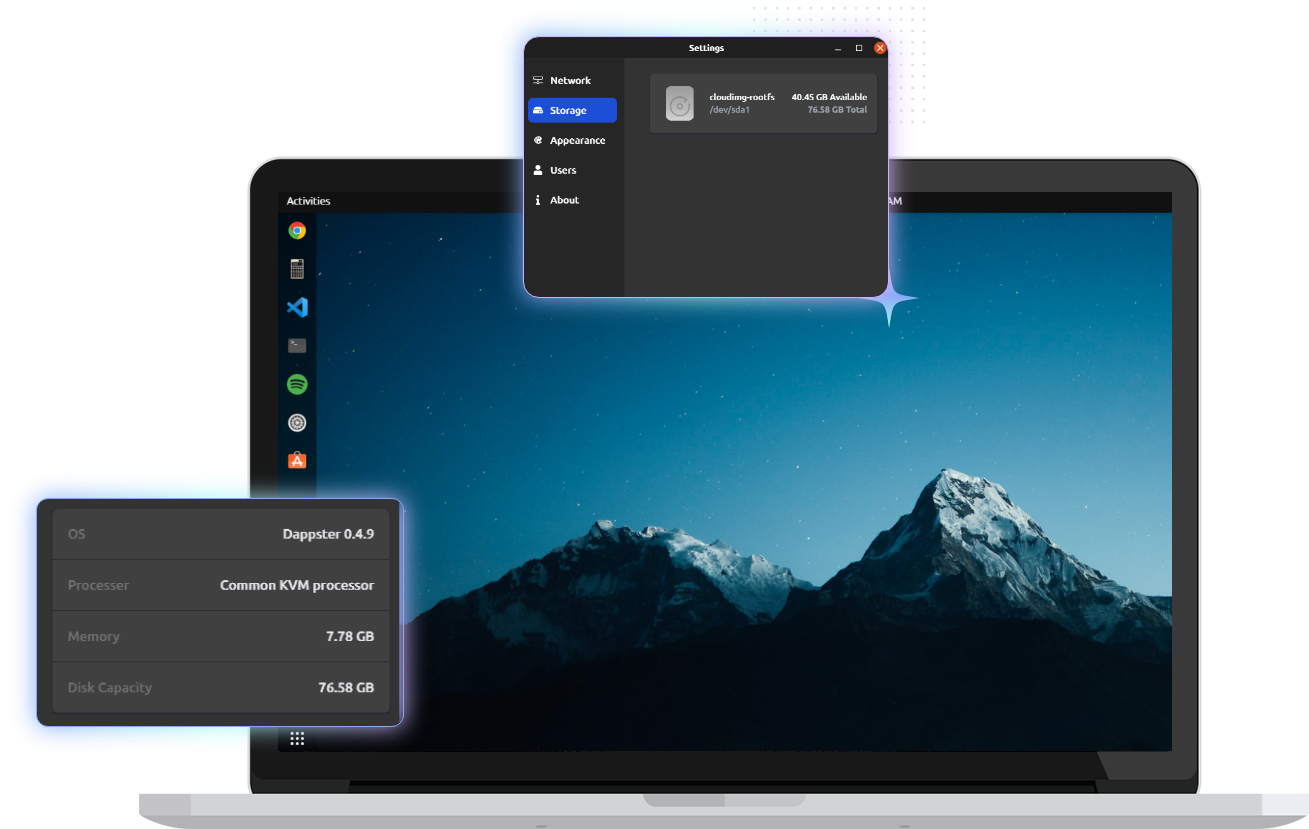 Settings
Network
Storage
Appearance
Users
About
cloudimg-rootfs 40.45 GB Available
/dev/sda1 76.58 GB Total
Activities
AM
OS Dappster 0.4.9
Processer Common KVM processor
Memory 7.78 GB
Disk Capacity 76.58 GB